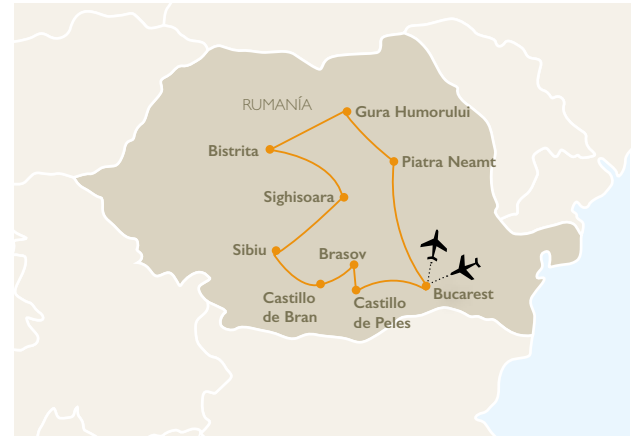 RUMANÍA
Gura Humorului
Bistrita
Piatra Neamt
Sighisoara
Sibiu
Brasov
Castillo
de Bran
Castillo
de Peles
Bucarest